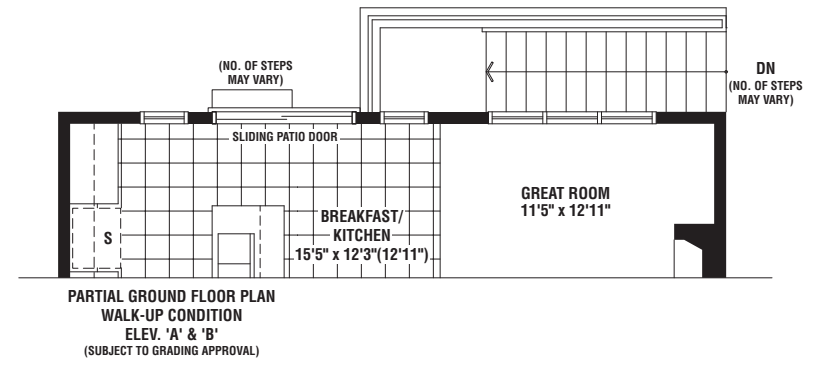 (NO. OF STEPS
MAY VARY)
DN
(NO. OF STEPS
MAY VARY)
SLIDING PATIO DOOR
GREAT ROOM
11'5" x 12'11"
BREAKFAST/
KITCHEN
15'5" x 12'3"(12'11")
S
PARTIAL GROUND FLOOR PLAN
WALK-UP CONDITION
ELEV. 'A' & 'B'
(SUBJECT TO GRADING APPROVAL)